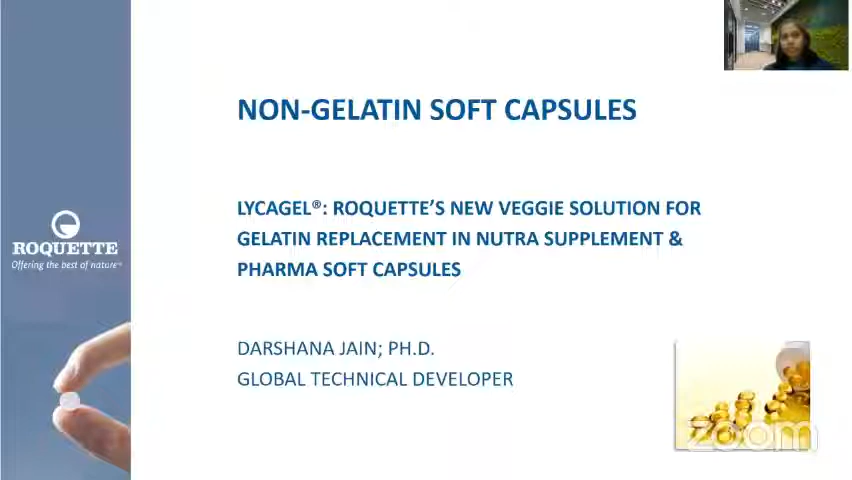 NON-GELATIN SOFT CAPSULES
LYCAGEL®: ROQUETTE'S NEW VEGGIE SOLUTION FOR
GELATIN REPLACEMENT IN NUTRA SUPPLEMENT &
PHARMA SOFT CAPSULES
ROQUETTE
Offering the best of nature™
DARSHANA JAIN; PH.D.
GLOBAL TECHNICAL DEVELOPER
zoom